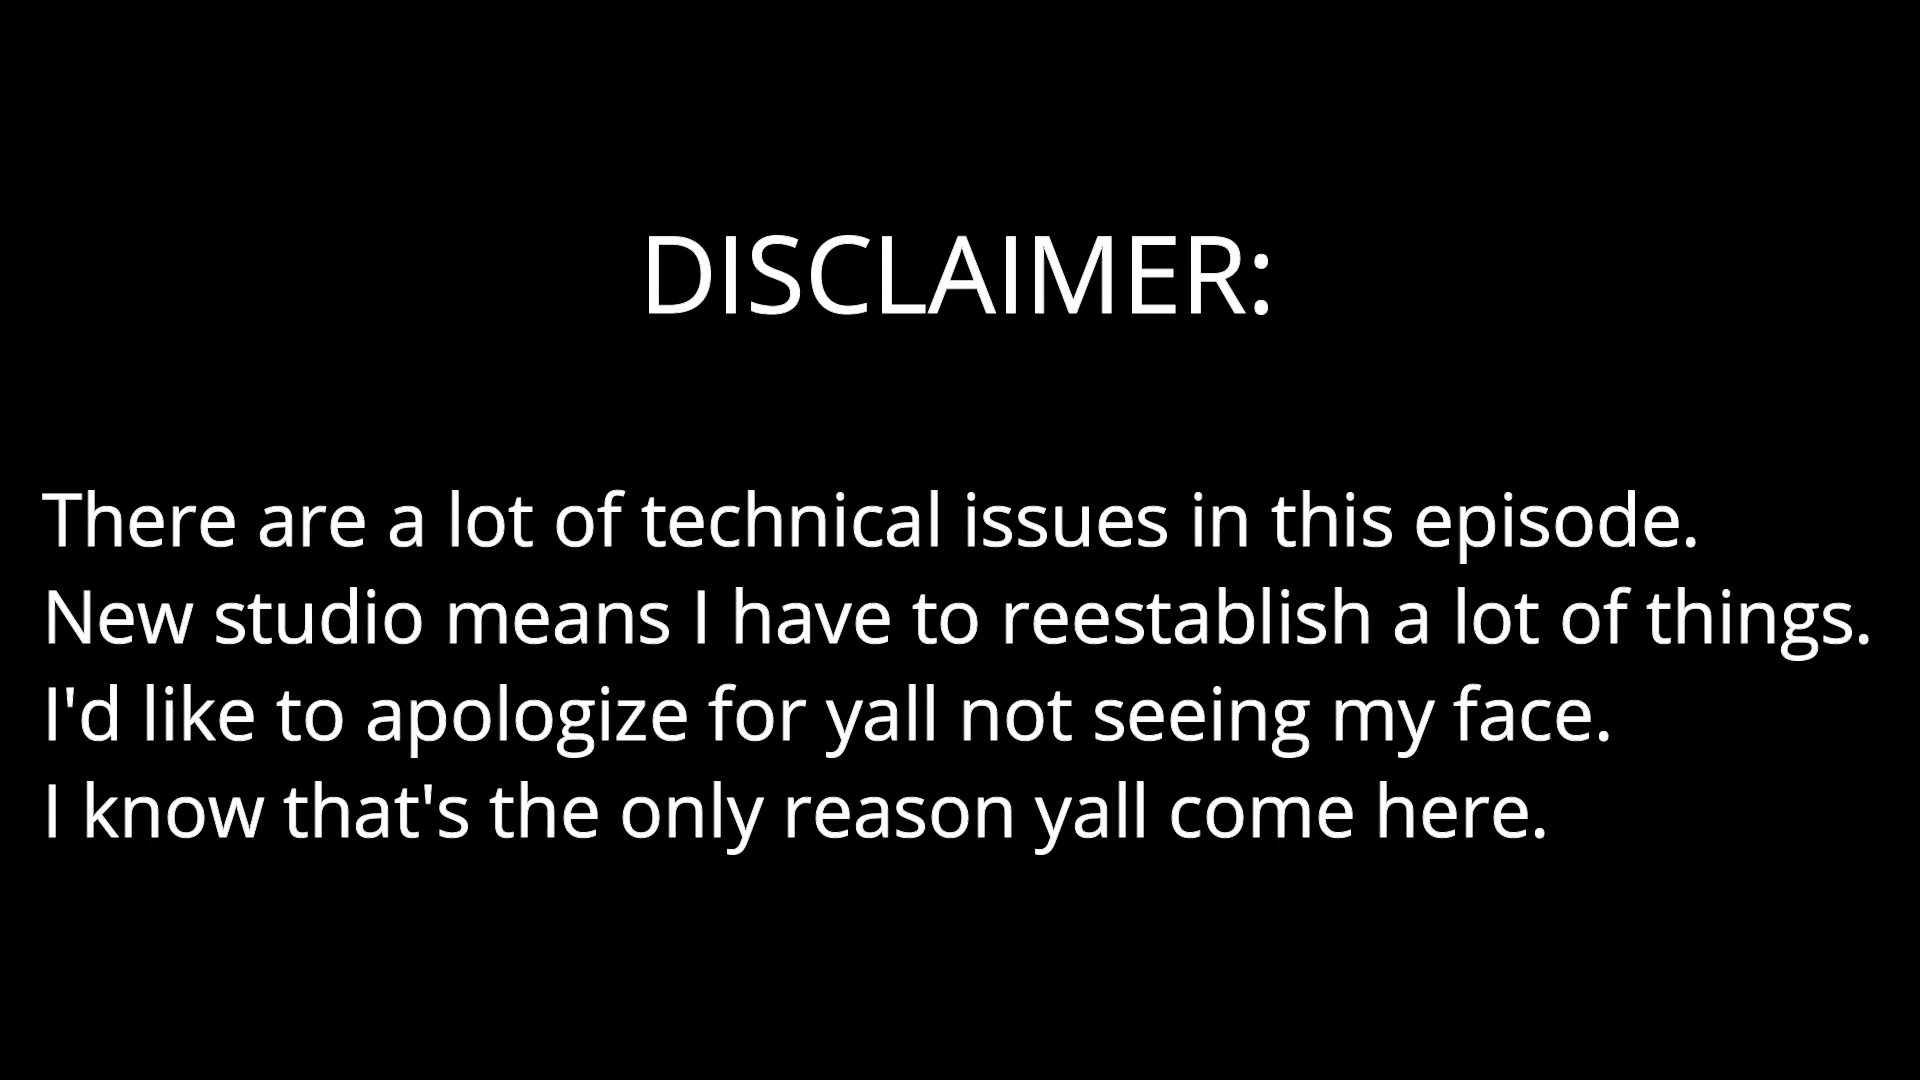 DISCLAIMER:
There are a lot of technical issues in this episode.
New studio means I have to reestablish a lot of things.
I'd like to apologize for yall not seeing my face.
I know that's the only reason yall come here.